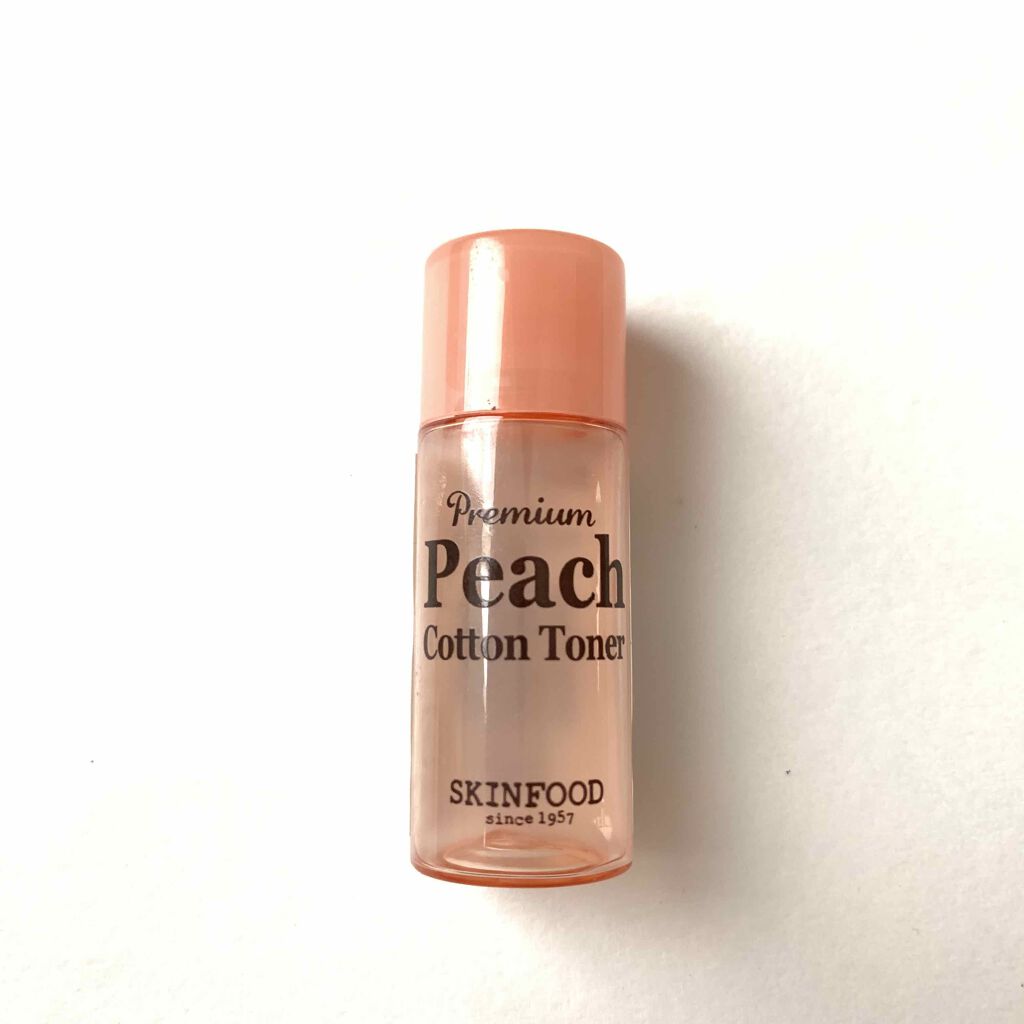 Premium
Peach
Cotton Toner
SKINFOOD
since 1957